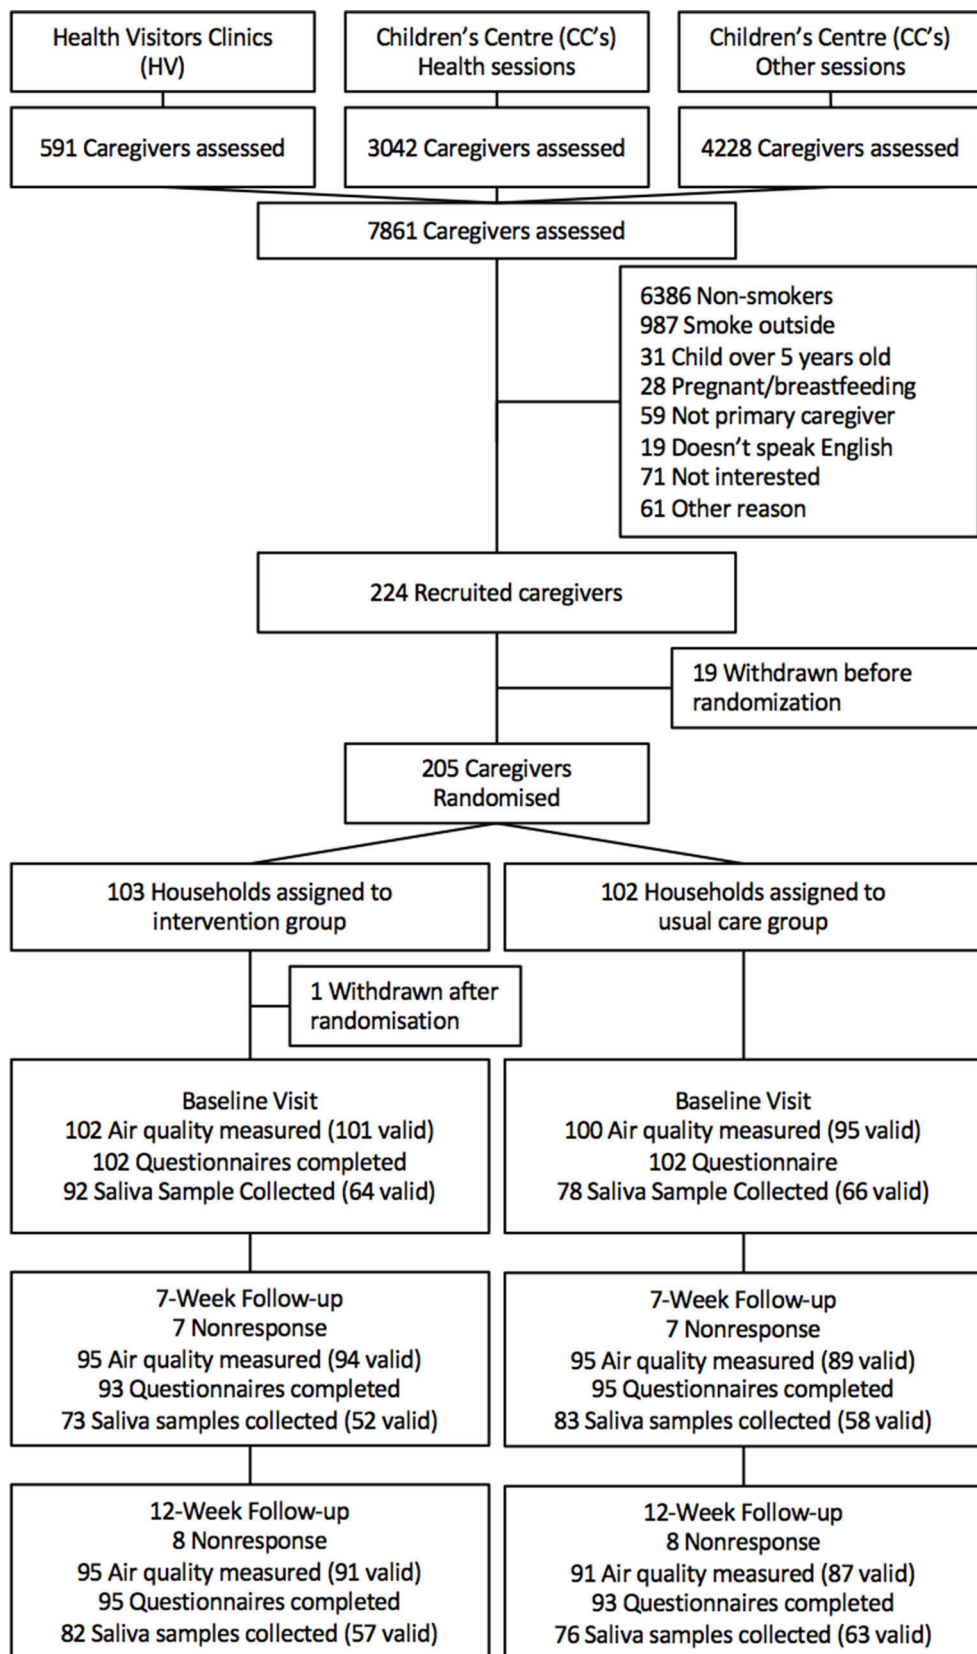 Health Visitors Clinics
(HV)
Children’s Centre (CC’s)
Health sessions
Children’s Centre (CC’s)
Other sessions
591 Caregivers assessed
3042 Caregivers assessed
4228 Caregivers assessed
7861 Caregivers assessed
6386 Non-smokers
987 Smoke outside
31 Child over 5 years old
28 Pregnant/breastfeeding
59 Not primary caregiver
19 Doesn’t speak English
71 Not interested
61 Other reason
224 Recruited caregivers
19 Withdrawn before
randomization
205 Caregivers
Randomised
103 Households assigned to
intervention group
102 Households assigned to
usual care group
1 Withdrawn after
randomisation
Baseline Visit
102 Air quality measured (101 valid)
102 Questionnaires completed
92 Saliva Sample Collected (64 valid)
Baseline Visit
100 Air quality measured (95 valid)
102 Questionnaire
78 Saliva Sample Collected (66 valid)
7-Week Follow-up
7 Nonresponse
95 Air quality measured (94 valid)
93 Questionnaires completed
73 Saliva samples collected (52 valid)
7-Week Follow-up
7 Nonresponse
95 Air quality measured (89 valid)
95 Questionnaires completed
83 Saliva samples collected (58 valid)
12-Week Follow-up
8 Nonresponse
95 Air quality measured (91 valid)
95 Questionnaires completed
82 Saliva samples collected (57 valid)
12-Week Follow-up
8 Nonresponse
91 Air quality measured (87 valid)
93 Questionnaires completed
76 Saliva samples collected (63 valid)